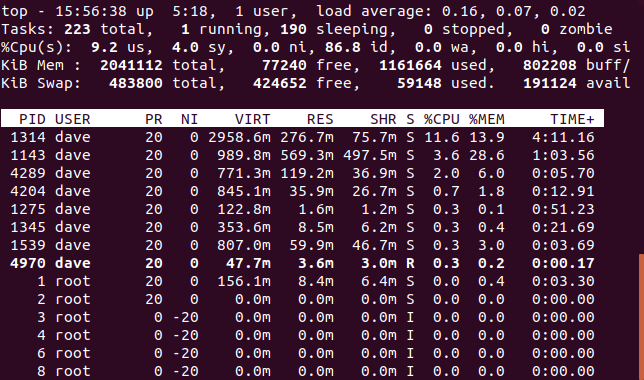 top - 15:56:38 up  5:18,  1 user,  load average: 0.16, 0.07, 0.02
Tasks: 223 total,   1 running, 190 sleeping,   0 stopped,   0 zombie
%Cpu(s):  9.2 us,  4.0 sy,  0.0 ni, 86.8 id,  0.0 wa,  0.0 hi,  0.0 si
KiB Mem :  2041112 total,    77240 free,  1161664 used,   802208 buff/
KiB Swap:   483800 total,   424652 free,    59148 used.   191124 avail
PID USER      PR  NI    VIRT    RES    SHR S %CPU %MEM     TIME+
1314 dave      20   0 2958.6m 276.7m  75.7m S 11.6 13.9   4:11.16
1143 dave      20   0  989.8m 569.3m 497.5m S  3.6 28.6   1:03.56
4289 dave      20   0  771.3m 119.2m  36.9m S  2.0  6.0   0:05.70
4204 dave      20   0  845.1m  35.9m  26.7m S  0.7  1.8   0:12.91
1275 dave      20   0  122.8m   1.6m   1.2m S  0.3  0.1   0:51.23
1345 dave      20   0  353.6m   8.5m   6.2m S  0.3  0.4   0:21.69
1539 dave      20   0  807.0m  59.9m  46.7m S  0.3  3.0   0:03.69
4970 dave      20   0   47.7m   3.6m   3.0m R  0.3  0.2   0:00.17
1 root      20   0  156.1m   8.4m   6.4m S  0.0  0.4   0:03.30
2 root      20   0    0.0m   0.0m   0.0m S  0.0  0.0   0:00.00
3 root       0 -20    0.0m   0.0m   0.0m I  0.0  0.0   0:00.00
4 root       0 -20    0.0m   0.0m   0.0m I  0.0  0.0   0:00.00
6 root       0 -20    0.0m   0.0m   0.0m I  0.0  0.0   0:00.00
8 root       0 -20    0.0m   0.0m   0.0m I  0.0  0.0   0:00.00